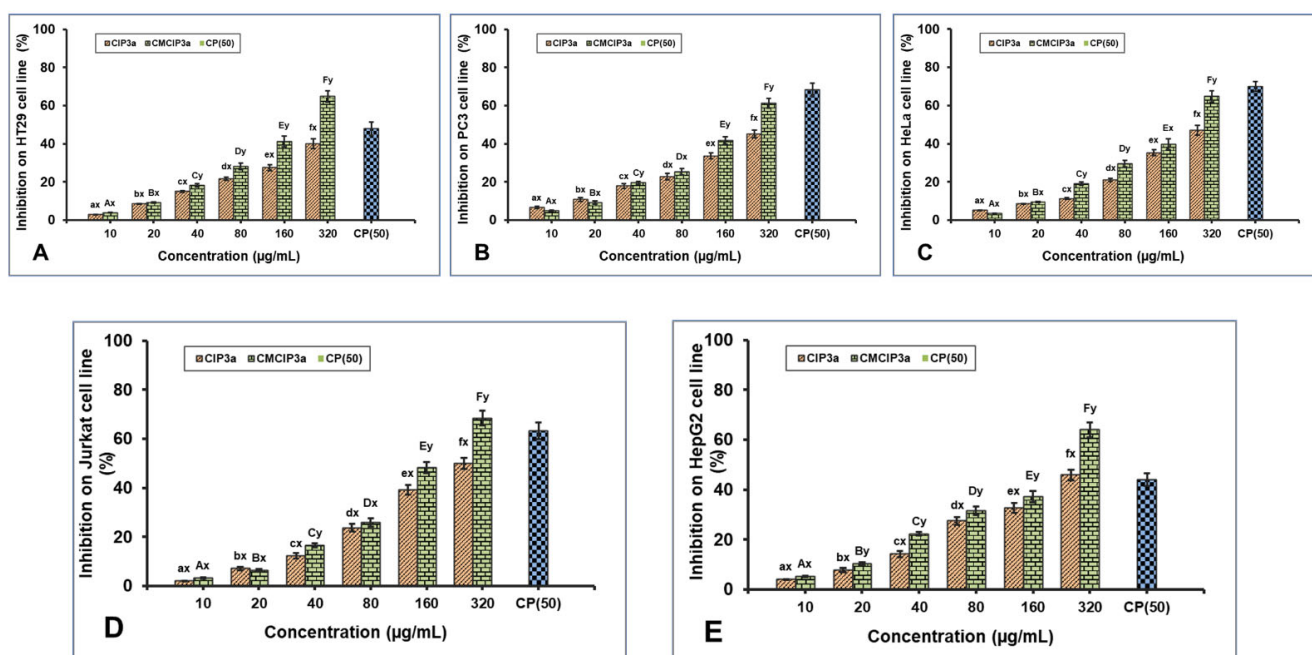 Inhibition on HT29 cell line (%)
100
80
60
40
20
0
CIP3a CMCIP3a CP(50)
ax Ax bx Bx cx Cy dx Dy ex Ey fx Fy
10 20 40 80 160 320 CP(50)
Concentration (µg/mL)
A
Inhibition on PC3 cell line (%)
100
80
60
40
20
0
CIP3a CMCIP3a CP(50)
ax Ax bx Bx cx Cx dx Dx ex Ey fx Fy
10 20 40 80 160 320 CP(50)
Concentration (µg/mL)
B
Inhibition on HeLa cell line (%)
100
80
60
40
20
0
CIP3a CMCIP3a CP(50)
ax Ax bx Bx cx Cy dx Dy ex Ex fx Fy
10 20 40 80 160 320 CP(50)
Concentration (µg/mL)
C
Inhibition on Jurkat cell line
(%)
100
80
60
40
20
0
CIP3a CMCIP3a CP(50)
ax Ax bx Bx cx Cy dx Dx ex Ey fx Fy
10 20 40 80 160 320 CP(50)
Concentration (µg/mL)
D
Inhibition on HepG2 cell line
(%)
100
80
60
40
20
0
CIP3a CMCIP3a CP(50)
ax Ax bx By cx Cy dx Dy ex Ey fx Fy
10 20 40 80 160 320 CP(50)
Concentration (µg/mL)
E